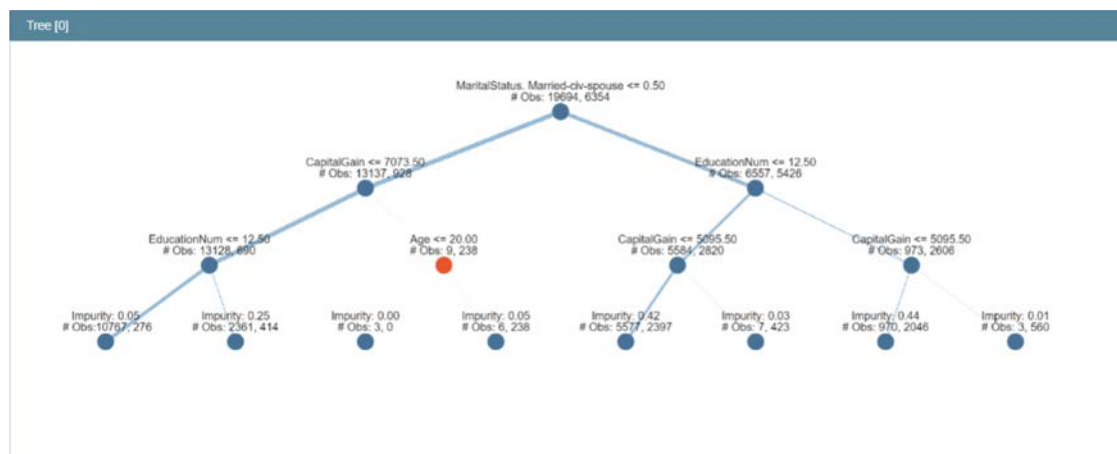 Tree [0]
MaritalStatus. Married-civ-spouse <= 0.50
# Obs: 19694, 6354
CapitalGain <= 7073.50
# Obs: 13137, 928
EducationNum <= 12.50
# Obs: 6557, 5426
EducationNum <= 12.50
# Obs: 13128, 690
Age <= 20.00
# Obs: 9, 238
CapitalGain <= 5095.50
# Obs: 5584, 2820
CapitalGain <= 5095.50
# Obs: 973, 2606
Impurity: 0.05
# Obs:10767, 276
Impurity: 0.25
# Obs: 2361, 414
Impurity: 0.00
# Obs: 3, 0
Impurity: 0.05
# Obs: 6, 238
Impurity: 0.42
# Obs: 5577, 2397
Impurity: 0.03
# Obs: 7, 423
Impurity: 0.44
# Obs: 970, 2046
Impurity: 0.01
# Obs: 3, 560